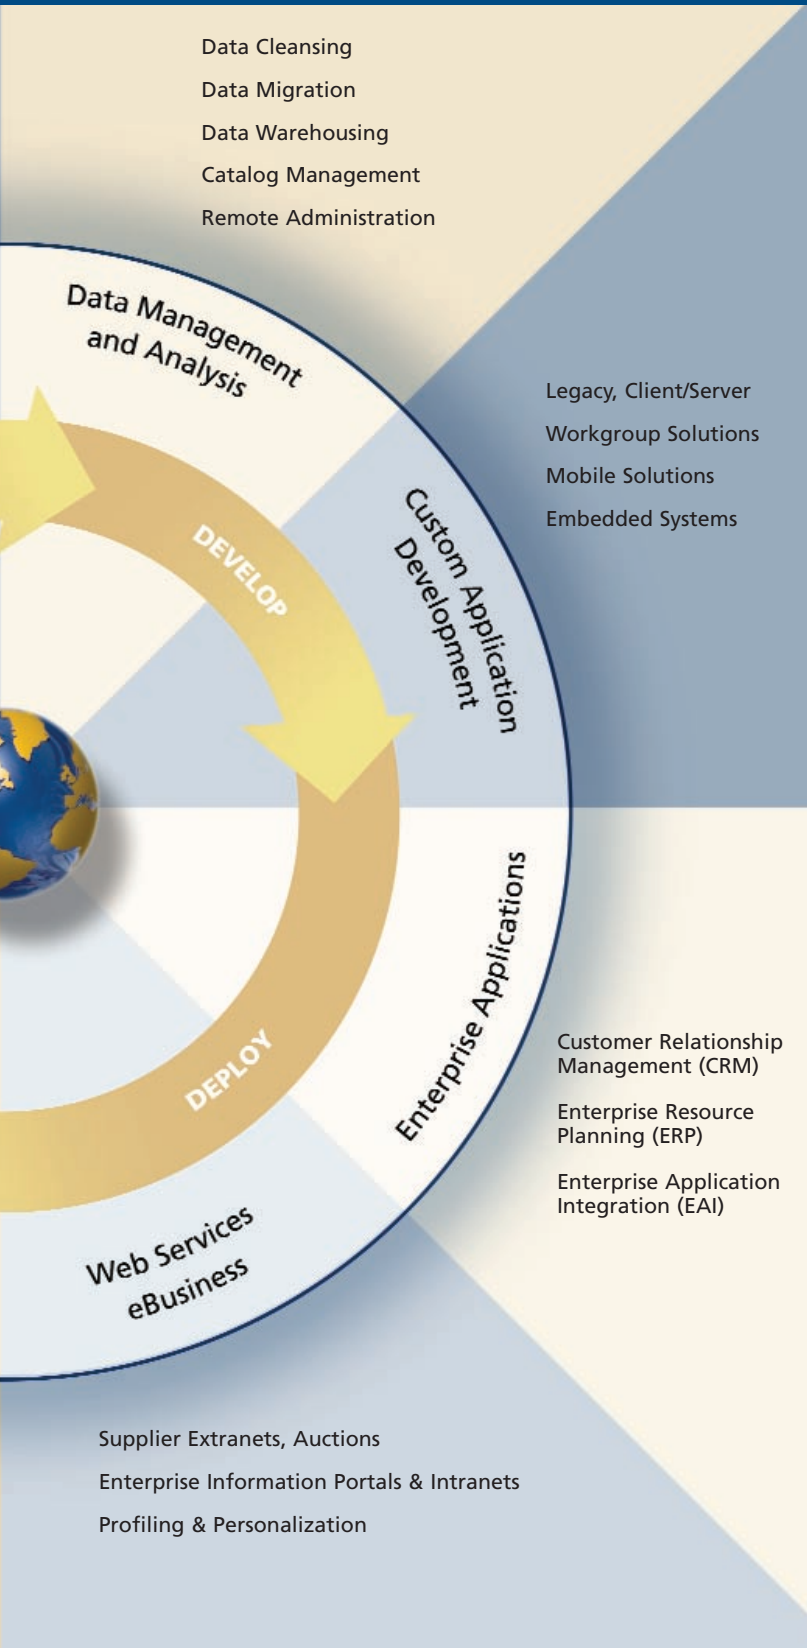 Data Cleansing
Data Migration
Data Warehousing
Catalog Management
Remote Administration
Data Management
and Analysis
Legacy, Client/Server
Workgroup Solutions
Mobile Solutions
Embedded Systems
Custom Application
Development
DEVELOP
Enterprise Applications
Customer Relationship
Management (CRM)
Enterprise Resource
Planning (ERP)
Enterprise Application
Integration (EAI)
DEPLOY
Web Services
eBusiness
Supplier Extranets, Auctions
Enterprise Information Portals & Intranets
Profiling & Personalization